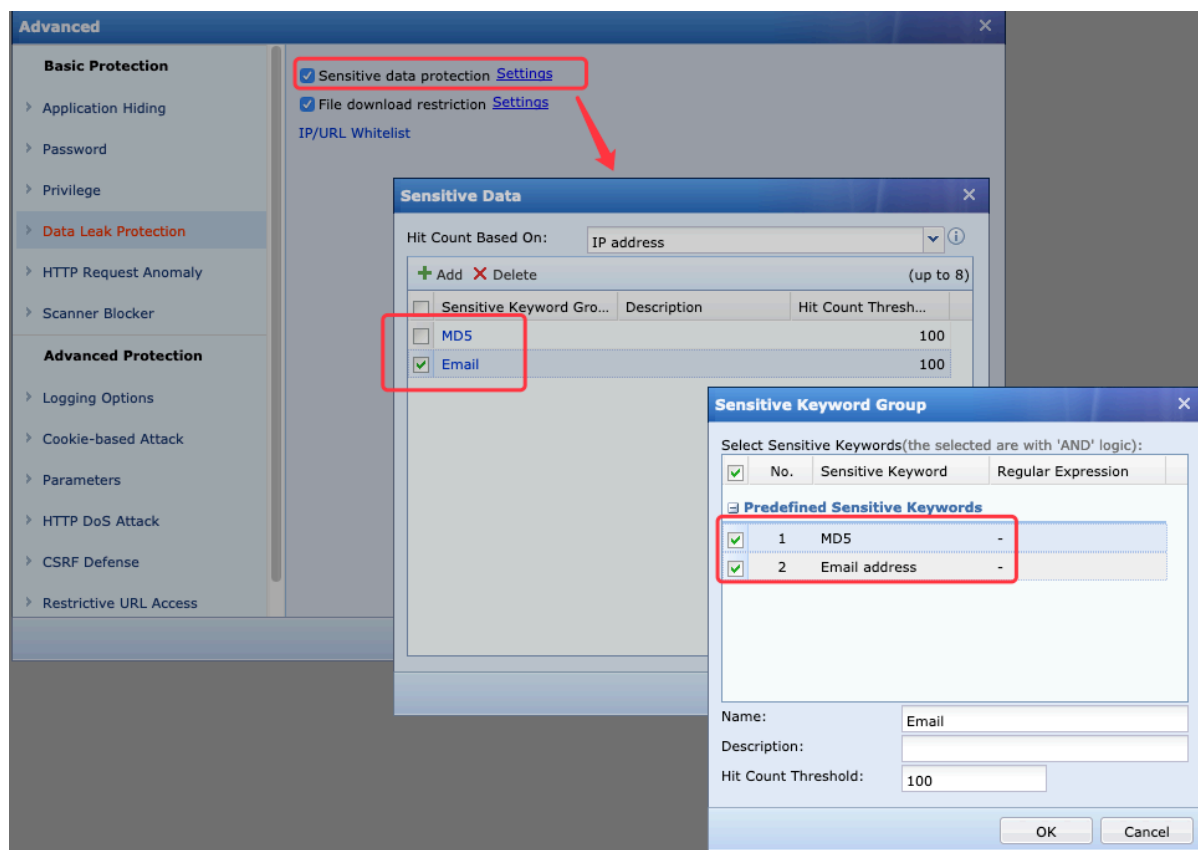 Advanced
Basic Protection
Application Hiding
Password
Privilege
Data Leak Protection
HTTP Request Anomaly
Scanner Blocker
Advanced Protection
Logging Options
Cookie-based Attack
Parameters
HTTP DoS Attack
CSRF Defense
Restrictive URL Access
Sensitive data protection Settings
File download restriction Settings
IP/URL Whitelist
Sensitive Data
Hit Count Based On: IP address
Add Delete (up to 8)
Sensitive Keyword Gro... Description Hit Count Thresh...
MD5 100
Email 100
Sensitive Keyword Group
Select Sensitive Keywords(the selected are with 'AND' logic):
No. Sensitive Keyword Regular Expression
Predefined Sensitive Keywords
1 MD5 -
2 Email address -
Name: Email
Description:
Hit Count Threshold: 100
OK Cancel